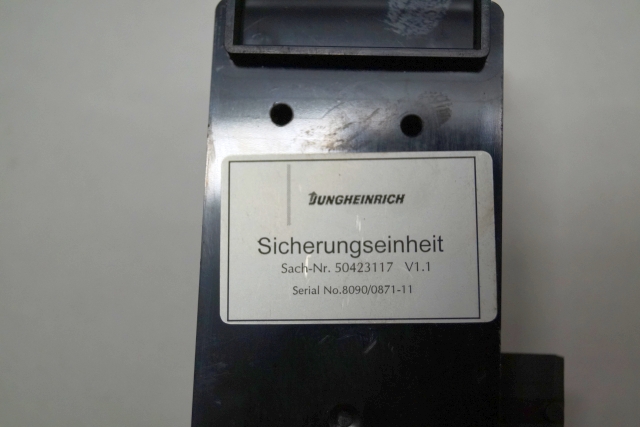 JUNGHEINRICH
Sicherungseinheit
Sach-Nr. 50423117 V1.1
Serial No.8090/0871-11